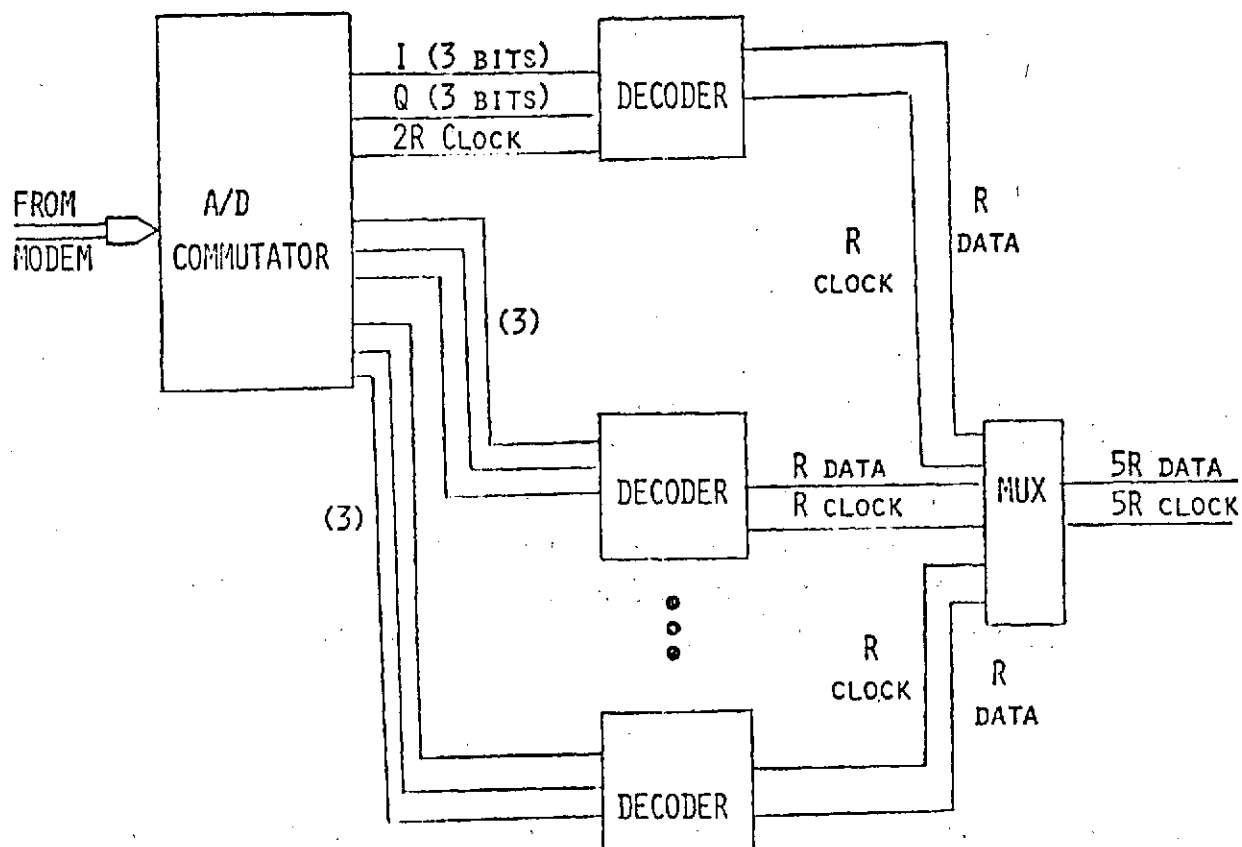 I (3 BITS)
Q (3 BITS)
2R CLOCK
DECODER
FROM
MODEM
A/D
COMMUTATOR
R
DATA
R
CLOCK
(3)
(3)
DECODER
R DATA
R CLOCK
MUX
5R DATA
5R CLOCK
R
CLOCK
R
DATA
DECODER